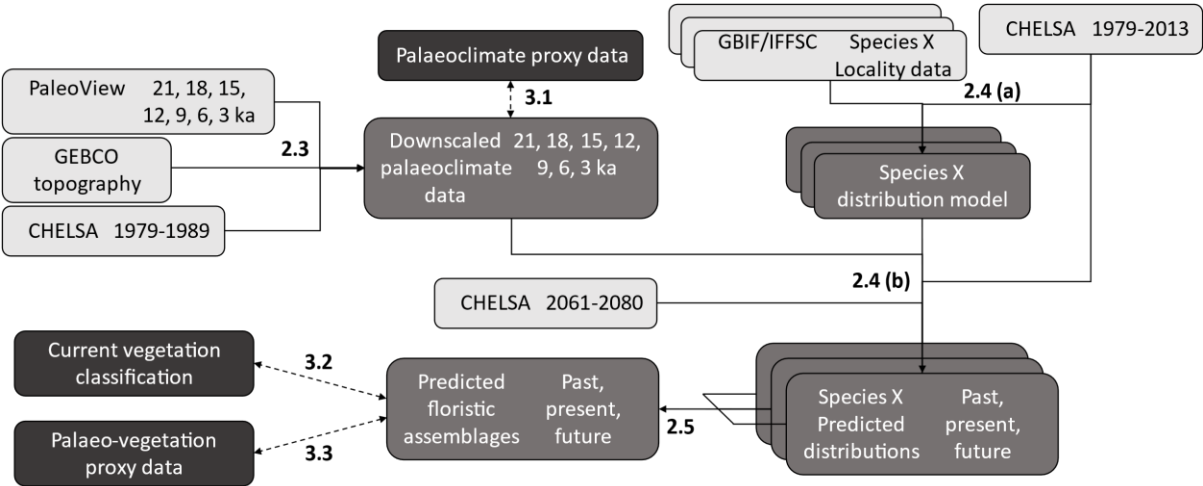 GBIF/IFFSC Species X
Locality data
CHELSA 1979-2013
Palaeoclimate proxy data
PaleoView 21, 18, 15,
12, 9, 6, 3 ka
3.1
2.4 (a)
GEBCO
topography
2.3
Downscaled 21, 18, 15, 12,
palaeoclimate 9, 6, 3 ka
data
Species X
distribution model
CHELSA 1979-1989
2.4 (b)
CHELSA 2061-2080
Current vegetation
classification
3.2
Predicted Past,
floristic present,
assemblages future
2.5
Species X Past,
Predicted present,
distributions future
Palaeo-vegetation
proxy data
3.3